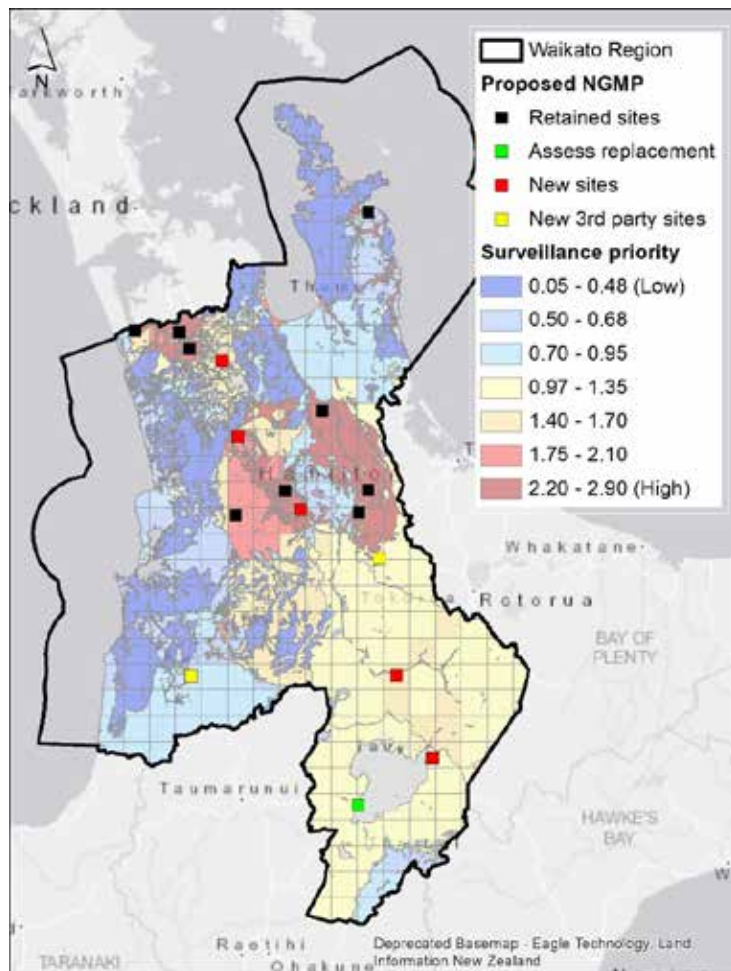 Waikato Region
Proposed NGMP
Retained sites
Assess replacement
New sites
New 3rd party sites
Surveillance priority
0.05 - 0.48 (Low)
0.50 - 0.68
0.70 - 0.95
0.97 - 1.35
1.40 - 1.70
1.75 - 2.10
2.20 - 2.90 (High)
N
arkworth
ckland
Whakatane
Rotorua
BAY OF
PLENTY
Taumarunui
HAWKE'S
BAY
W
Raetihi
Ohakune
TARANAKI
Deprecated Basemap - Eagle Technology, Land
Information New Zealand